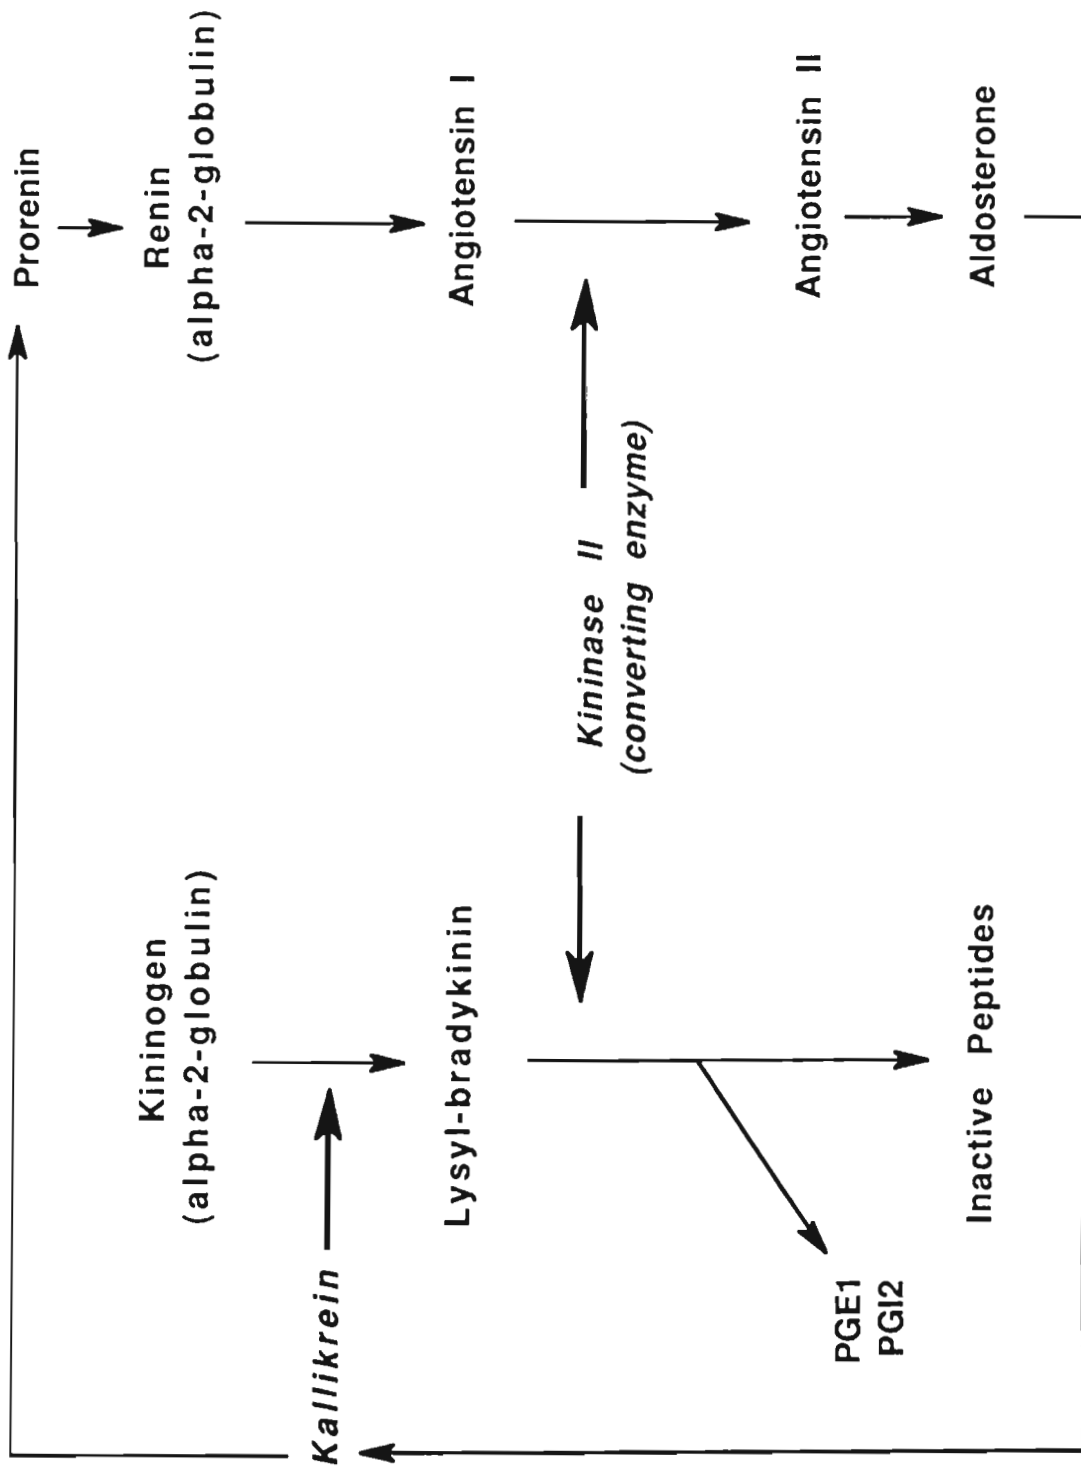 Prorenin
Kininogen
(alpha-2-globulin)
Renin
(alpha-2-globulin)
Kallikrein
Lysyl-bradykinin
Angiotensin I
Kininase II
(converting enzyme)
PGE1
PGI2
Angiotensin II
Inactive Peptides
Aldosterone